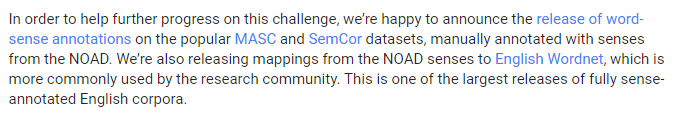 In order to help further progress on this challenge, we're happy to announce the release of word-
sense annotations on the popular MASC and SemCor datasets, manually annotated with senses
from the NOAD. We're also releasing mappings from the NOAD senses to English Wordnet, which is
more commonly used by the research community. This is one of the largest releases of fully sense-
annotated English corpora.